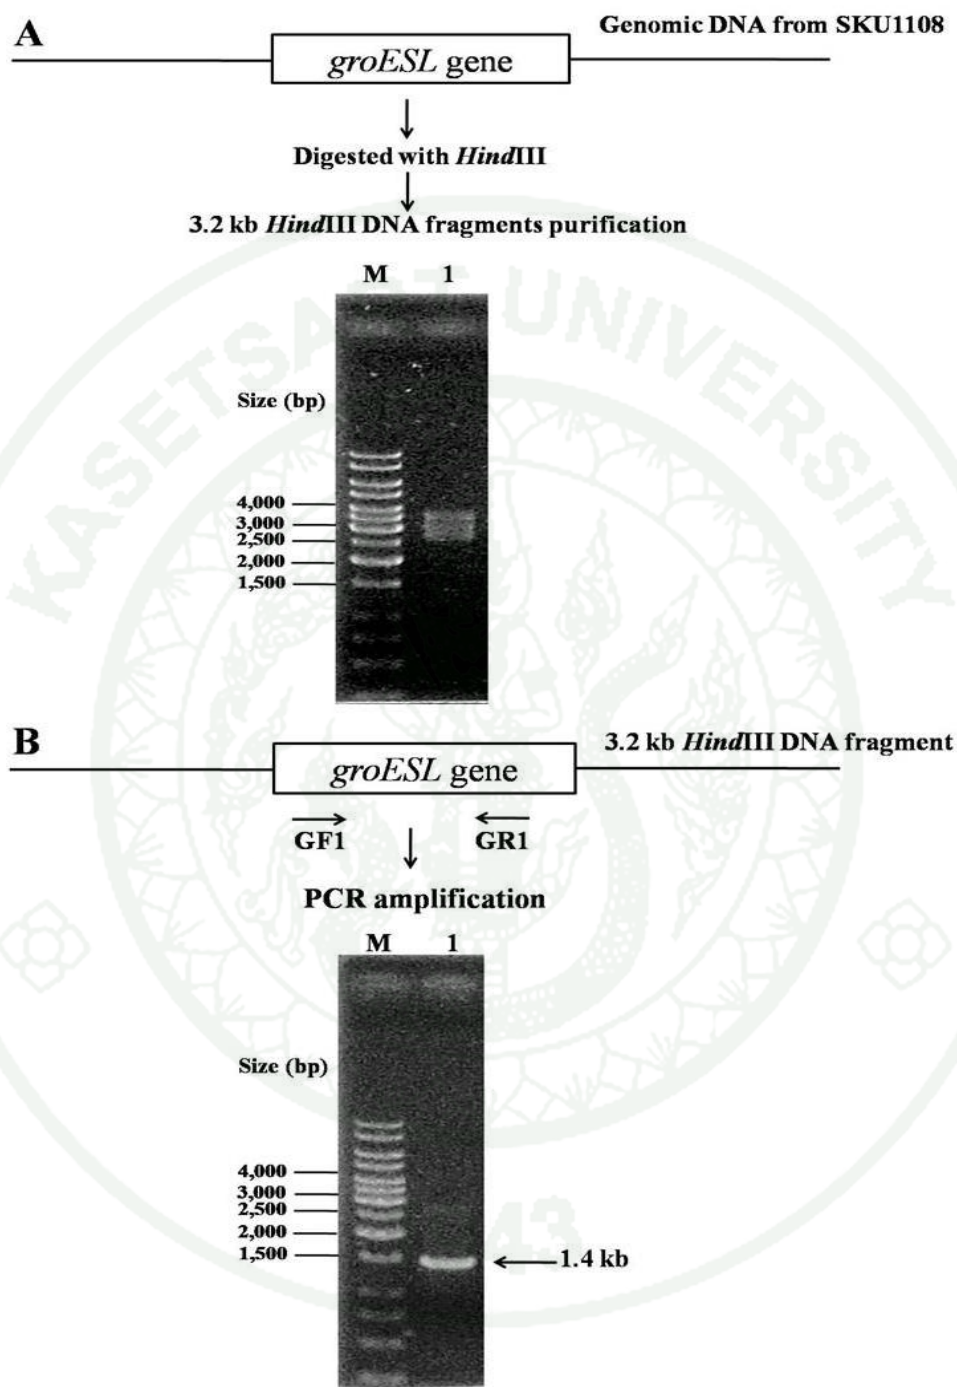 A
Genomic DNA from SKU1108
groESL gene
Digested with HindIII
3.2 kb HindIII DNA fragments purification
M 1
Size (bp)
4,000
3,000
2,500
2,000
1,500
KASETSART UNIVERSITY
B
3.2 kb HindIII DNA fragment
groESL gene
GF1 GR1
PCR amplification
M 1
Size (bp)
4,000
3,000
2,500
2,000
1,500
1.4 kb
43